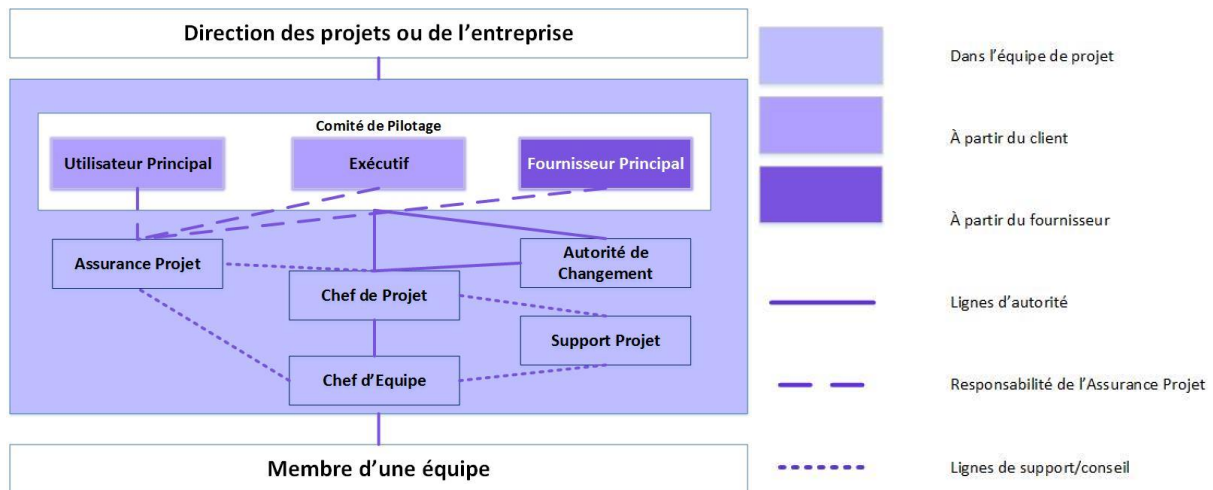 Direction des projets ou de l'entreprise
Comité de Pilotage
Utilisateur Principal
Exécutif
Fournisseur Principal
Assurance Projet
Autorité de
Changement
Chef de Projet
Support Projet
Chef d'Equipe
Membre d'une équipe
Dans l'équipe de projet
À partir du client
À partir du fournisseur
Lignes d'autorité
Responsabilité de l'Assurance Projet
Lignes de support/conseil